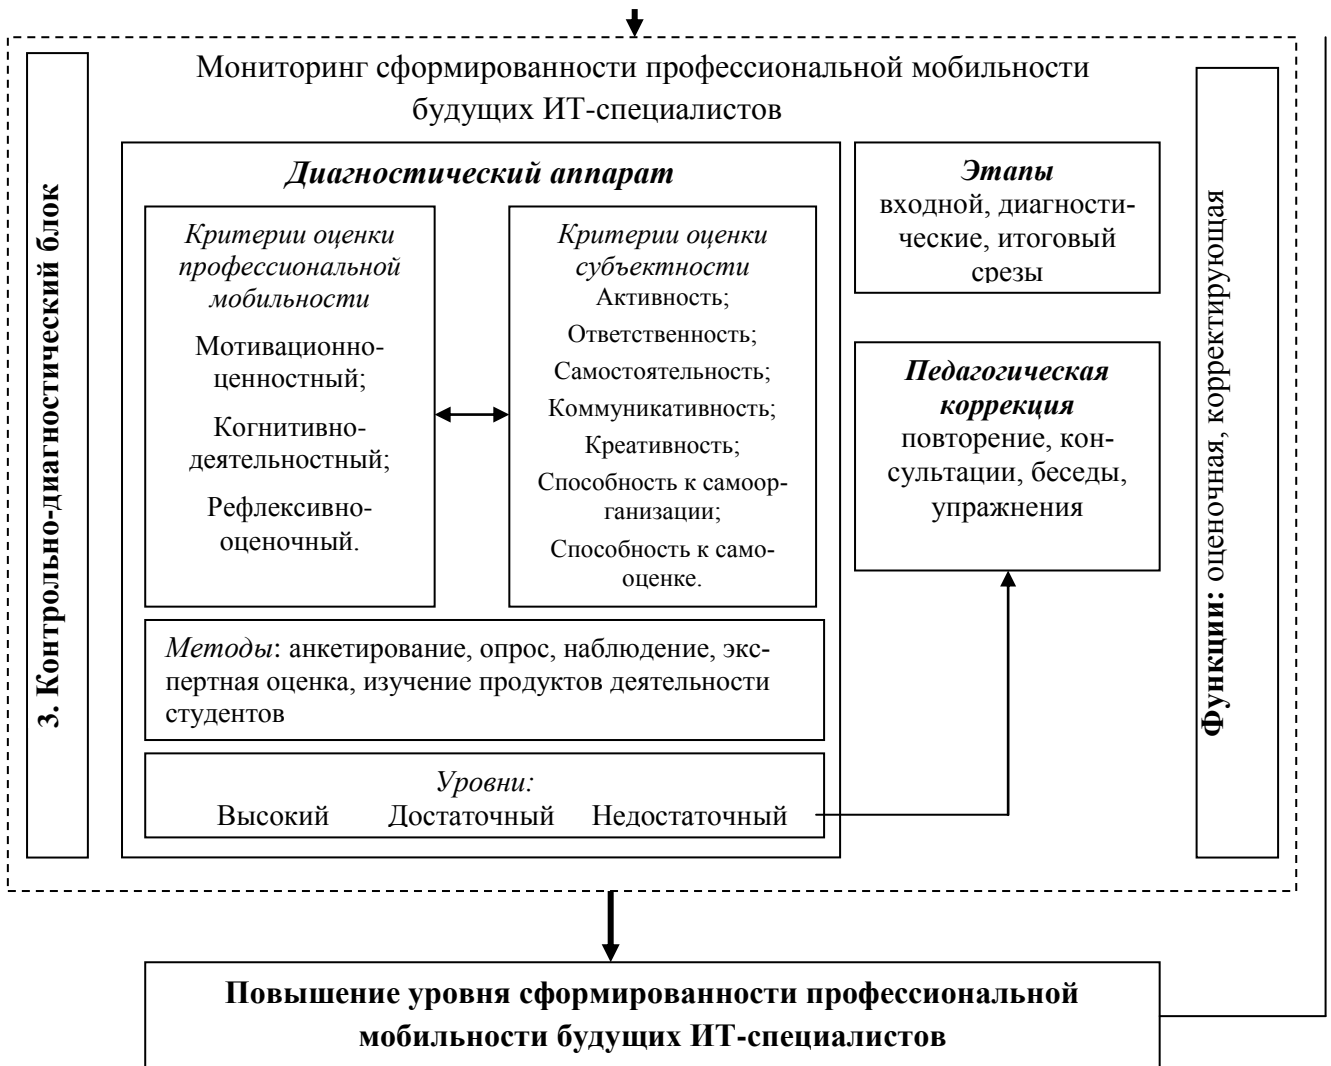 Мониторинг сформированности профессиональной мобильности
будущих ИТ-специалистов
3. Контрольно-диагностический блок
Диагностический аппарат
Критерии оценки
профессиональной
мобильности
Мотивационно-
ценностный;
Когнитивно-
деятельностный;
Рефлексивно-
оценочный.
Критерии оценки
субъектности
Активность;
Ответственность;
Самостоятельность;
Коммуникативность;
Креативность;
Способность к самоор-
ганизации;
Способность к само-
оценке.
Методы: анкетирование, опрос, наблюдение, экс-
пертная оценка, изучение продуктов деятельности
студентов
Уровни:
Высокий Достаточный Недостаточный
Этапы
входной, диагности-
ческие, итоговый
срезы
Педагогическая
коррекция
повторение, кон-
сультации, беседы,
упражнения
Функции: оценочная, корректирующая
Повышение уровня сформированности профессиональной
мобильности будущих ИТ-специалистов